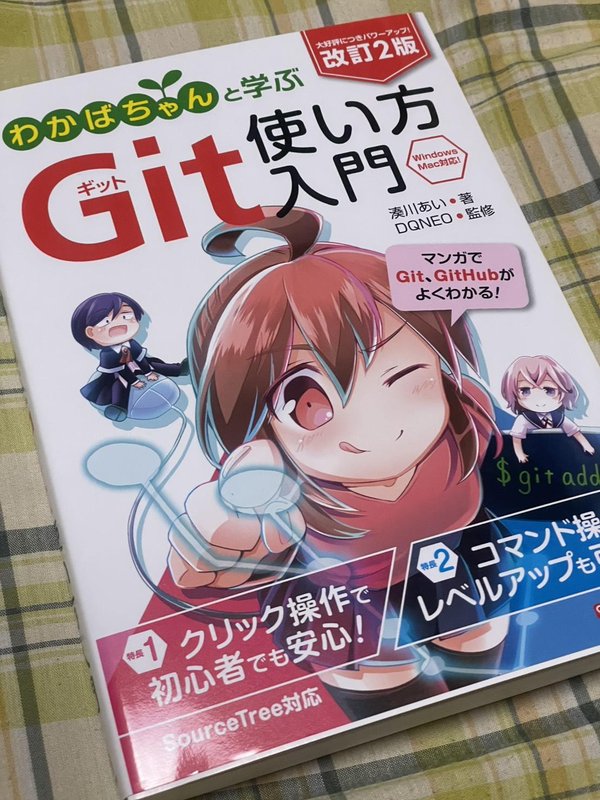 大好評につきパワーアップ!
改訂2版
わかばちゃんと学ぶ
Git
ギット
使い方
入門
Windows
Mac対応!
湊川あい・著
DQNEO・監修
マンガで
Git、GitHubが
よくわかる!
$ git add
特長1
クリック操作で
初心者でも安心!
SourceTree対応
特長2
コマンド操
レベルアップも